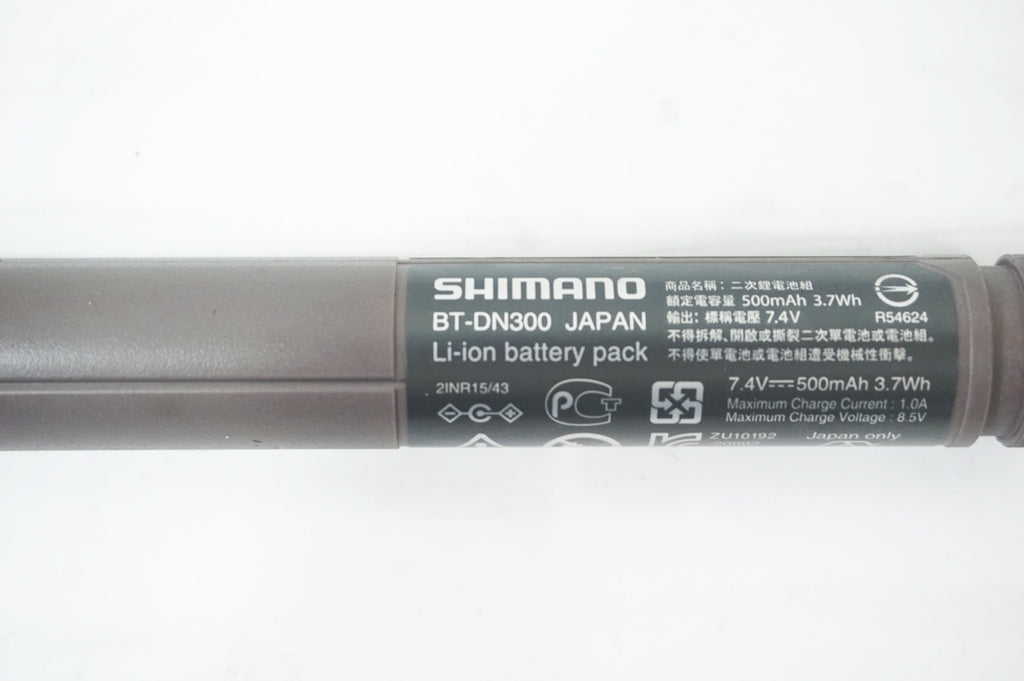 SHIMANO
BT-DN300 JAPAN
Li-ion battery pack
商品名稱：二次鋰電池組
額定電容量 500mAh 3.7Wh
輸出：標稱電壓 7.4V
R54624
不得拆解、開啟或撕裂二次單電池或電池組。
不得使單電池或電池組遭受機械性衝擊。
2INR15/43
PCT
7.4V⎓500mAh 3.7Wh
Maximum Charge Current : 1.0A
Maximum Charge Voltage : 8.5V
ZU10192
Japan only